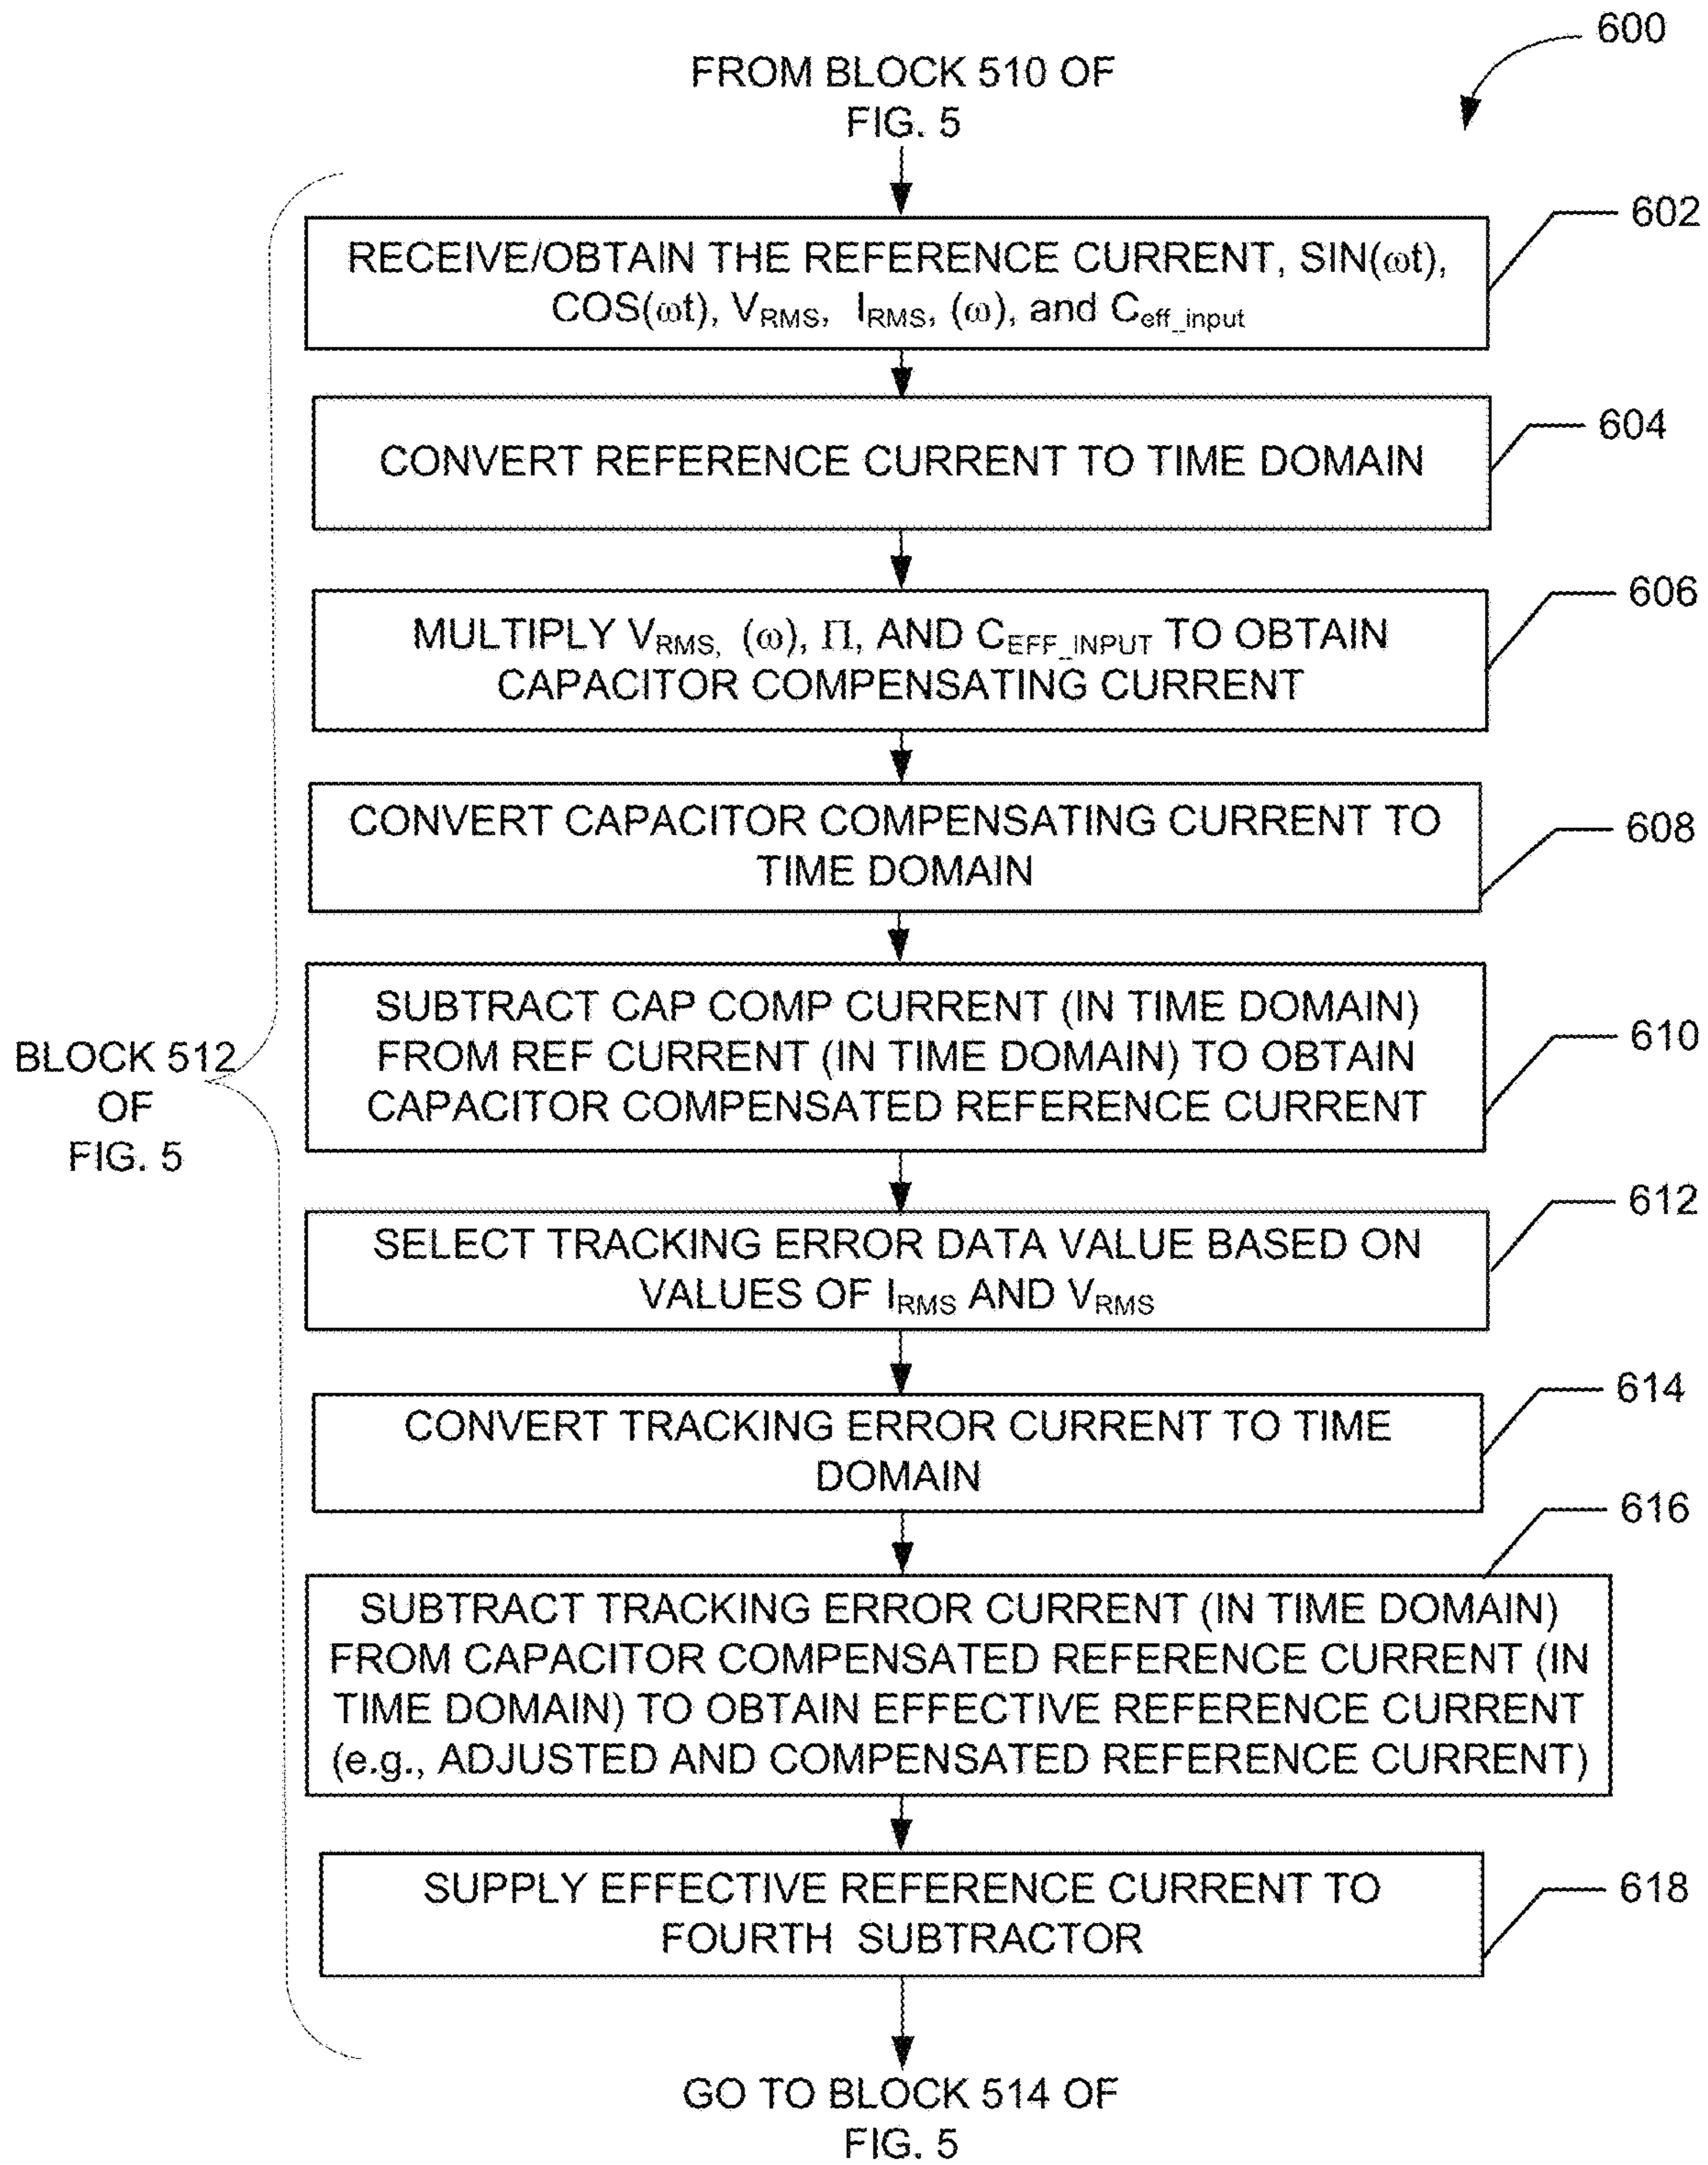 600
FROM BLOCK 510 OF
FIG. 5
602
RECEIVE/OBTAIN THE REFERENCE CURRENT, SIN(ωt),
COS(ωt), VRMS, IRMS, (ω), and Ceff_input
604
CONVERT REFERENCE CURRENT TO TIME DOMAIN
606
MULTIPLY VRMS, (ω), Π, AND CEFF_INPUT TO OBTAIN
CAPACITOR COMPENSATING CURRENT
608
CONVERT CAPACITOR COMPENSATING CURRENT TO
TIME DOMAIN
610
SUBTRACT CAP COMP CURRENT (IN TIME DOMAIN)
FROM REF CURRENT (IN TIME DOMAIN) TO OBTAIN
CAPACITOR COMPENSATED REFERENCE CURRENT
BLOCK 512
OF
FIG. 5
612
SELECT TRACKING ERROR DATA VALUE BASED ON
VALUES OF IRMS AND VRMS
614
CONVERT TRACKING ERROR CURRENT TO TIME
DOMAIN
616
SUBTRACT TRACKING ERROR CURRENT (IN TIME DOMAIN)
FROM CAPACITOR COMPENSATED REFERENCE CURRENT (IN
TIME DOMAIN) TO OBTAIN EFFECTIVE REFERENCE CURRENT
(e.g., ADJUSTED AND COMPENSATED REFERENCE CURRENT)
618
SUPPLY EFFECTIVE REFERENCE CURRENT TO
FOURTH SUBTRACTOR
GO TO BLOCK 514 OF
FIG. 5